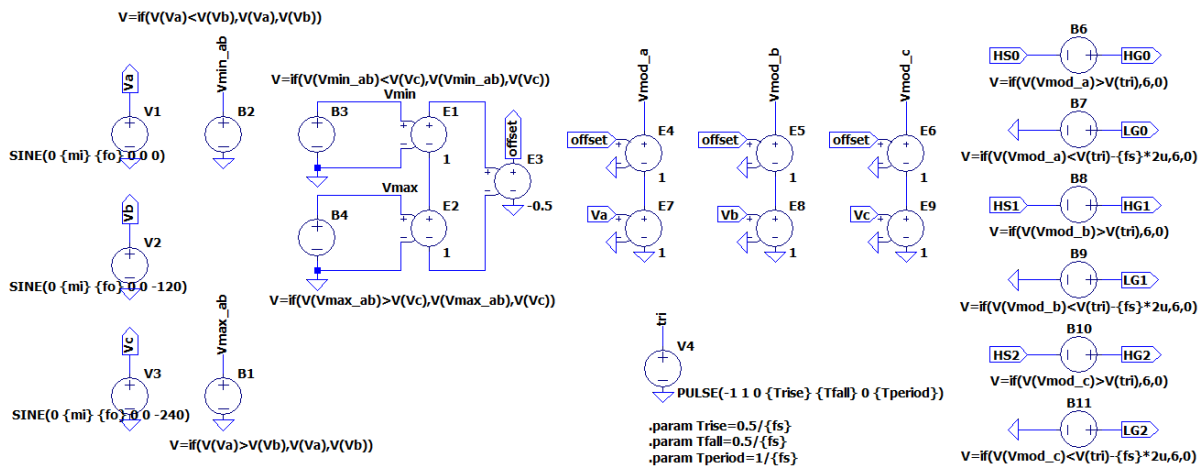 V=if(V(Va)<V(Vb),V(Va),V(Vb))
Va
V1
SINE(0 {mi} {fo} 0 0 0)
Vmin_ab
B2
Vb
V2
SINE(0 {mi} {fo} 0 0 -120)
Vc
V3
SINE(0 {mi} {fo} 0 0 -240)
Vmax_ab
B1
V=if(V(Va)>V(Vb),V(Va),V(Vb))
V=if(V(Vmin_ab)<V(Vc),V(Vmin_ab),V(Vc))
Vmin
B3
E1
1
offset
E3
-0.5
Vmax
B4
E2
1
V=if(V(Vmax_ab)>V(Vc),V(Vmax_ab),V(Vc))
Vmod_a
offset
E4
1
Va
E7
1
Vmod_b
offset
E5
1
Vb
E8
1
Vmod_c
offset
E6
1
Vc
E9
1
tri
V4
PULSE(-1 1 0 {Trise} {Tfall} 0 {Tperiod})
.param Trise=0.5/{fs}
.param Tfall=0.5/{fs}
.param Tperiod=1/{fs}
B6
HS0
HG0
V=if(V(Vmod_a)>V(tri),6,0)
B7
LG0
V=if(V(Vmod_a)<V(tri)-{fs}*2u,6,0)
B8
HS1
HG1
V=if(V(Vmod_b)>V(tri),6,0)
B9
LG1
V=if(V(Vmod_b)<V(tri)-{fs}*2u,6,0)
B10
HS2
HG2
V=if(V(Vmod_c)>V(tri),6,0)
B11
LG2
V=if(V(Vmod_c)<V(tri)-{fs}*2u,6,0)